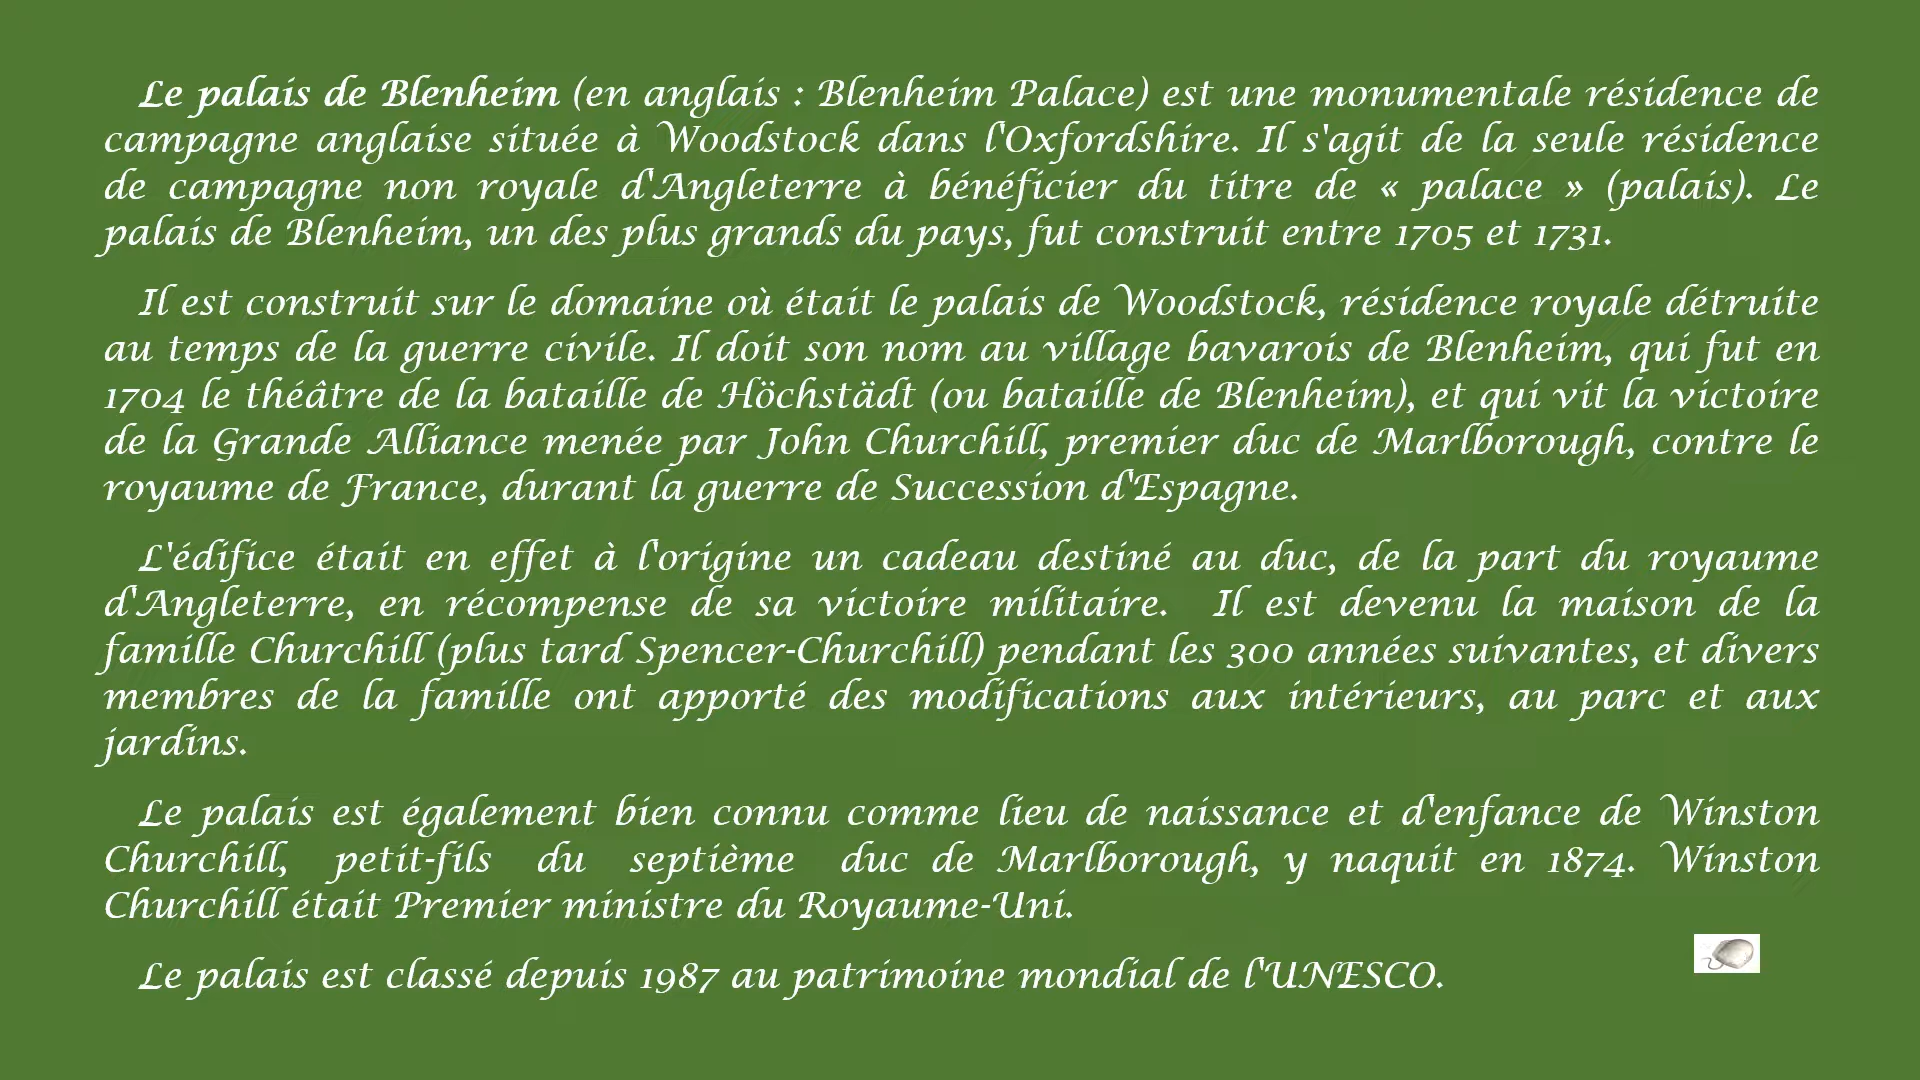 Le palais de Blenheim (en anglais : Blenheim Palace) est une monumentale résidence de
campagne anglaise située à Woodstock dans l'Oxfordshire. Il s'agit de la seule résidence
de campagne non royale d'Angleterre à bénéficier du titre de « palace » (palais). Le
palais de Blenheim, un des plus grands du pays, fut construit entre 1705 et 1731.
Il est construit sur le domaine où était le palais de Woodstock, résidence royale détruite
au temps de la guerre civile. Il doit son nom au village bavarois de Blenheim, qui fut en
1704 le théâtre de la bataille de Höchstädt (ou bataille de Blenheim), et qui vit la victoire
de la Grande Alliance menée par John Churchill, premier duc de Marlborough, contre le
royaume de France, durant la guerre de Succession d'Espagne.
L'édifice était en effet à l'origine un cadeau destiné au duc, de la part du royaume
d'Angleterre, en récompense de sa victoire militaire. Il est devenu la maison de la
famille Churchill (plus tard Spencer-Churchill) pendant les 300 années suivantes, et divers
membres de la famille ont apporté des modifications aux intérieurs, au parc et aux
jardins.
Le palais est également bien connu comme lieu de naissance et d'enfance de Winston
Churchill, petit-fils du septième duc de Marlborough, y naquit en 1874. Winston
Churchill était Premier ministre du Royaume-Uni.
Le palais est classé depuis 1987 au patrimoine mondial de l'UNESCO.